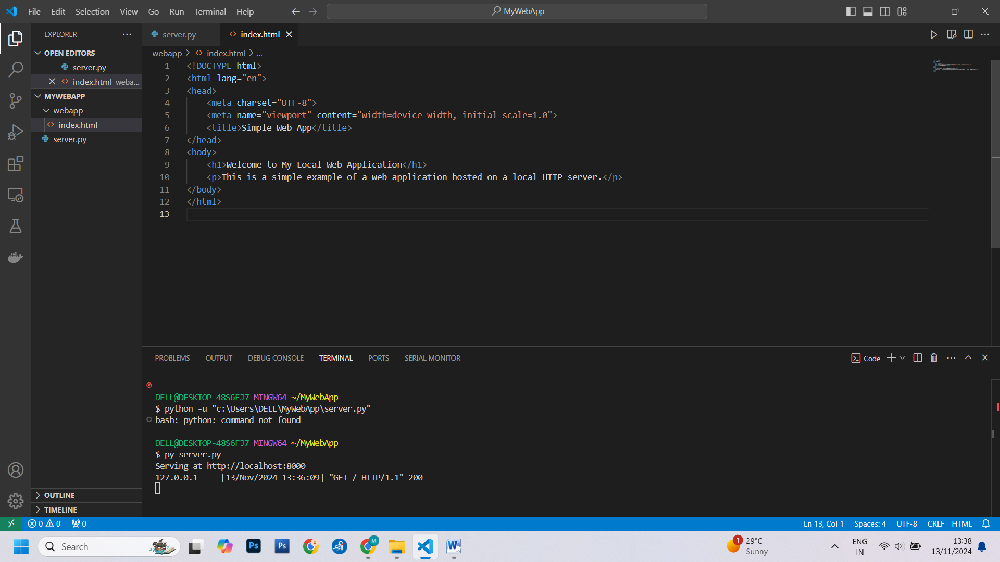 File Edit Selection View Go Run Terminal Help
MyWebApp
EXPLORER
OPEN EDITORS
server.py
index.html weba...
MYWEBAPP
webapp
index.html
server.py
OUTLINE
TIMELINE
server.py
index.html
webapp > index.html > ...
1 <!DOCTYPE html>
2 <html lang="en">
3 <head>
4 <meta charset="UTF-8">
5 <meta name="viewport" content="width=device-width, initial-scale=1.0">
6 <title>Simple Web App</title>
7 </head>
8 <body>
9 <h1>Welcome to My Local Web Application</h1>
10 <p>This is a simple example of a web application hosted on a local HTTP server.</p>
11 </body>
12 </html>
13
PROBLEMS OUTPUT DEBUG CONSOLE TERMINAL PORTS SERIAL MONITOR
Code
DELL@DESKTOP-48S6FJ7 MINGW64 ~/MyWebApp
$ python -u "c:\Users\DELL\MyWebApp\server.py"
bash: python: command not found
DELL@DESKTOP-48S6FJ7 MINGW64 ~/MyWebApp
$ py server.py
Serving at http://localhost:8000
127.0.0.1 - - [13/Nov/2024 13:36:09] "GET / HTTP/1.1" 200 -
0 0 0
Ln 13, Col 1 Spaces: 4 UTF-8 CRLF HTML
Search
Ps
Ps
M
W
1
29°C
Sunny
ENG
IN
13:38
13/11/2024